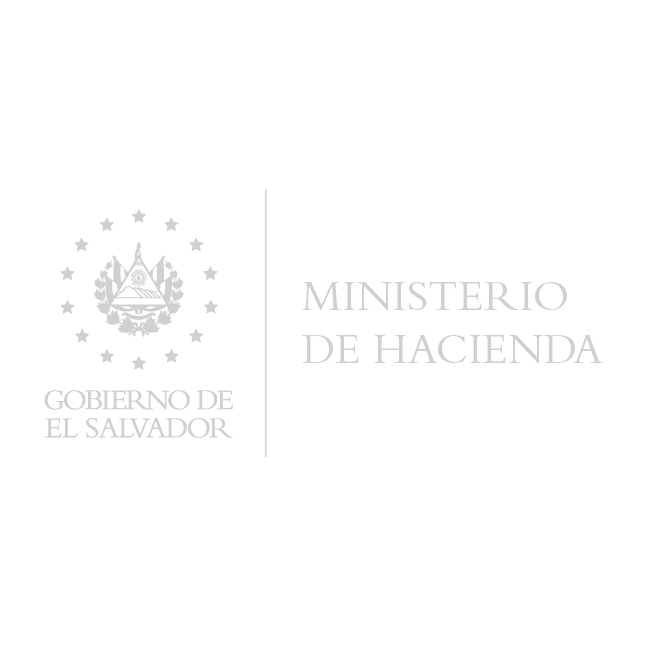 GOBIERNO DE
EL SALVADOR
MINISTERIO
DE HACIENDA